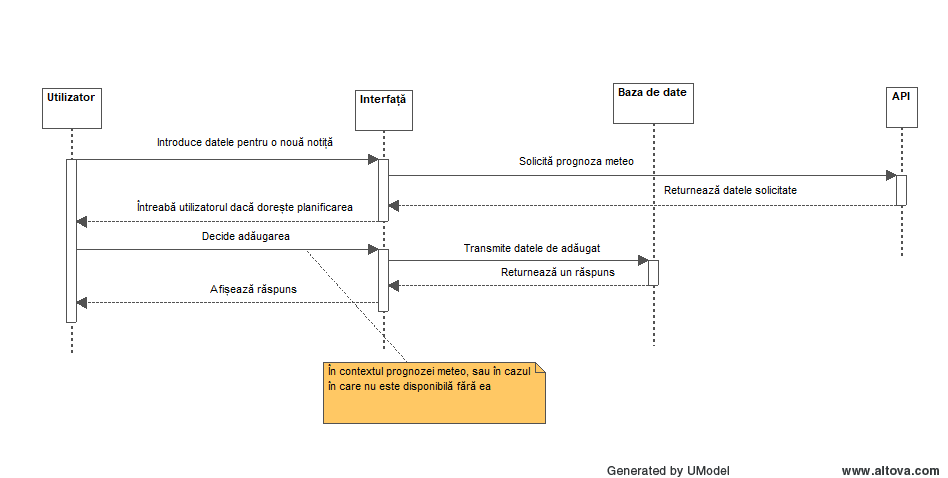 Utilizator
Interfață
Baza de date
API
Introduce datele pentru o nouă notiță
Solicită prognoza meteo
Returnează datele solicitate
Întreabă utilizatorul dacă dorește planificarea
Decide adăugarea
Transmite datele de adăugat
Returnează un răspuns
Afișează răspuns
În contextul prognozei meteo, sau în cazul
în care nu este disponibilă fără ea
Generated by UModel
www.altova.com